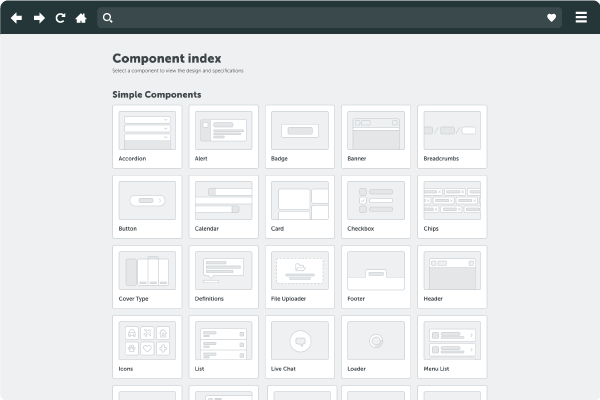 Component index
Select a component to view the design and specifications
Simple Components
Accordion
Alert
Badge
Banner
Breadcrumbs
Button
Calendar
Card
Checkbox
Chips
Cover Type
Definitions
File Uploader
Footer
Header
Icons
List
Live Chat
Loader
Menu List